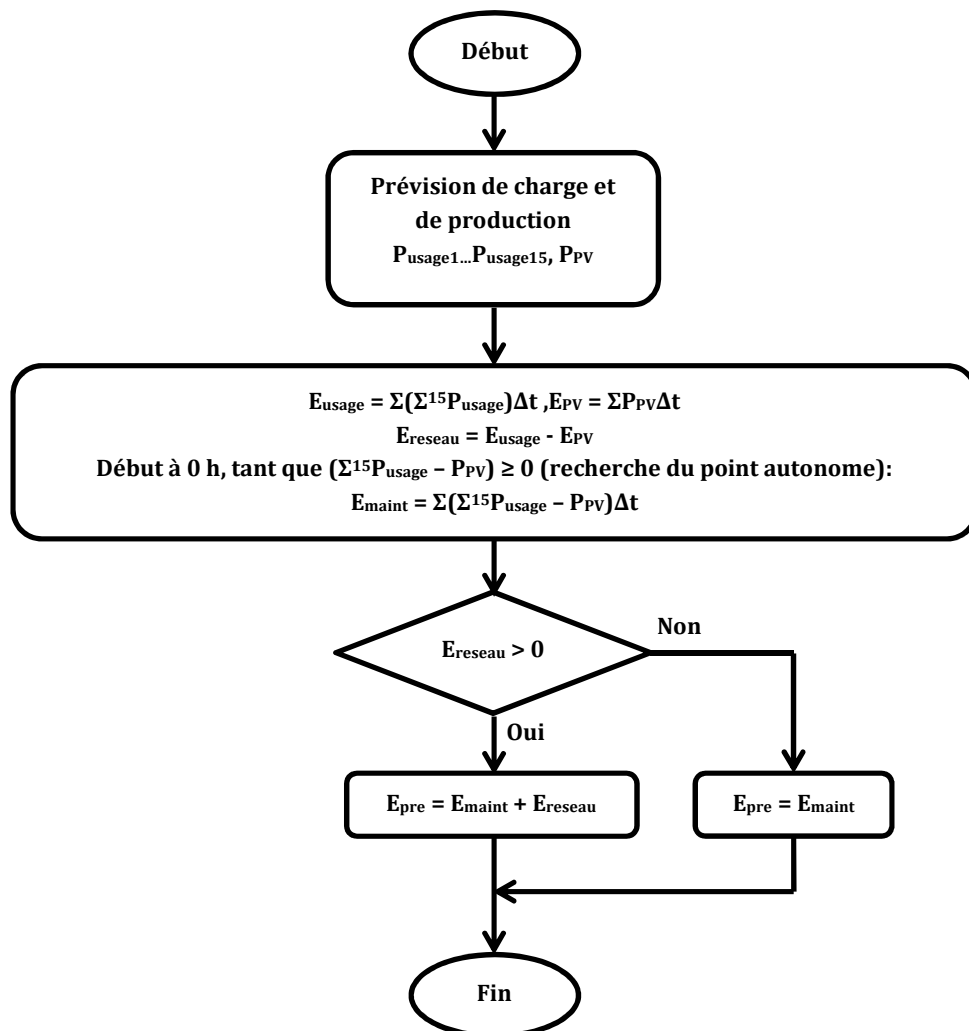 Début
Prévision de charge et
de production
Pusage1…Pusage15, PPV
Eusage = Σ(Σ¹⁵Pusage)Δt ,EPV = ΣPPVΔt
Ereseau = Eusage - EPV
Début à 0 h, tant que (Σ¹⁵Pusage – PPV) ≥ 0 (recherche du point autonome):
Emaint = Σ(Σ¹⁵Pusage – PPV)Δt
Ereseau > 0
Non
Oui
Epre = Emaint + Ereseau
Epre = Emaint
Fin